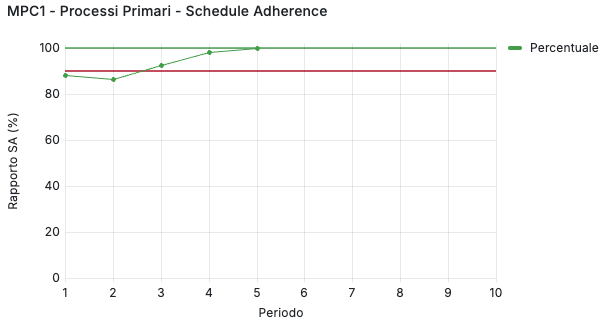 MPC1 - Processi Primari - Schedule Adherence
100
80
60
40
20
0
Rapporto SA (%)
1 2 3 4 5 6 7 8 9 10
Periodo
Percentuale